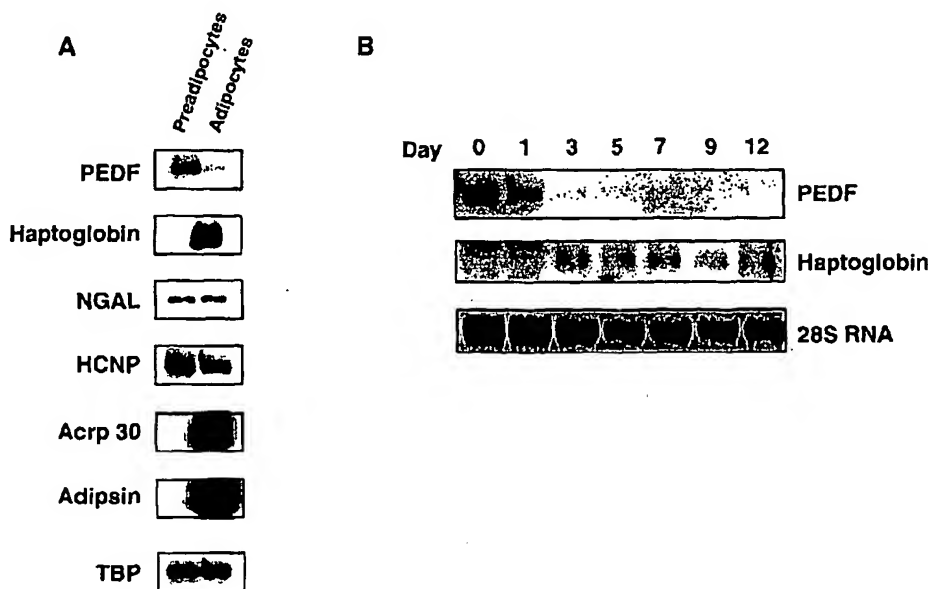 A
B
Preadipocytes
Adipocytes
PEDF
Haptoglobin
NGAL
HCNP
Acrp 30
Adipsin
TBP
Day 0 1 3 5 7 9 12
PEDF
Haptoglobin
28S RNA